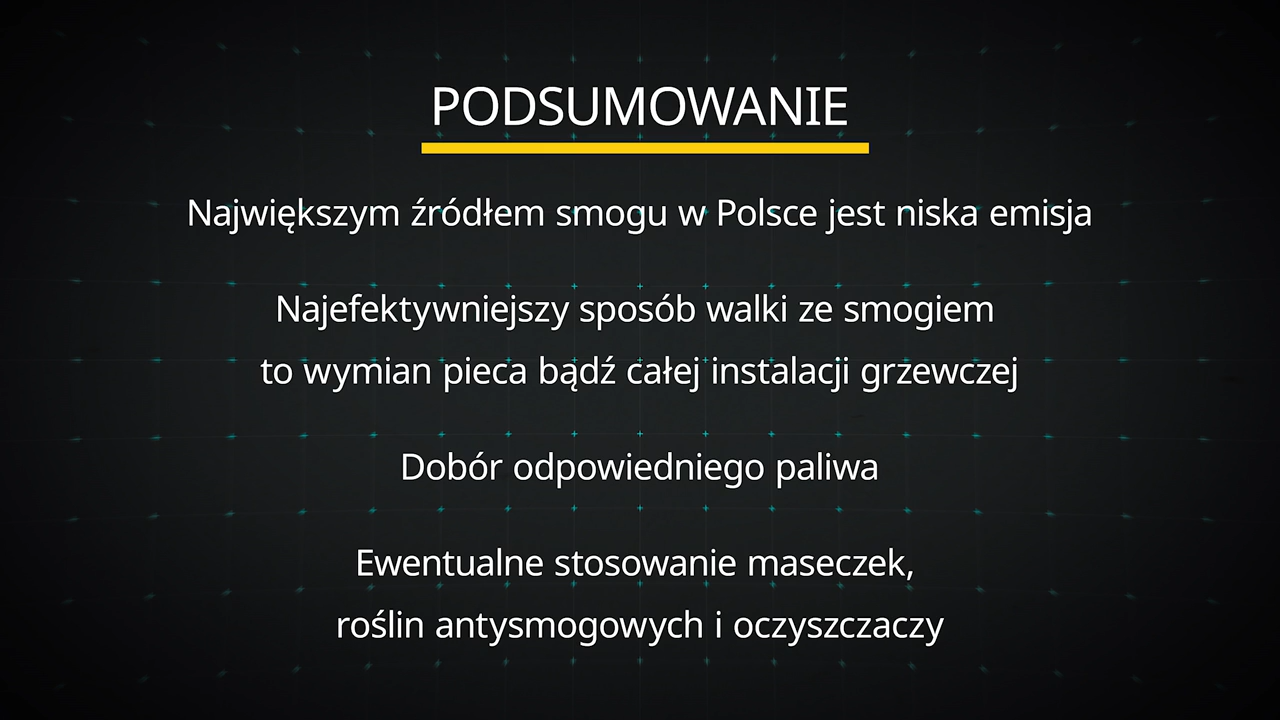 PODSUMOWANIE
Największym źródłem smogu w Polsce jest niska emisja
Najefektywniejszy sposób walki ze smogiem
to wymian pieca bądź całej instalacji grzewczej
Dobór odpowiedniego paliwa
Ewentualne stosowanie maseczek,
roślin antysmogowych i oczyszczaczy